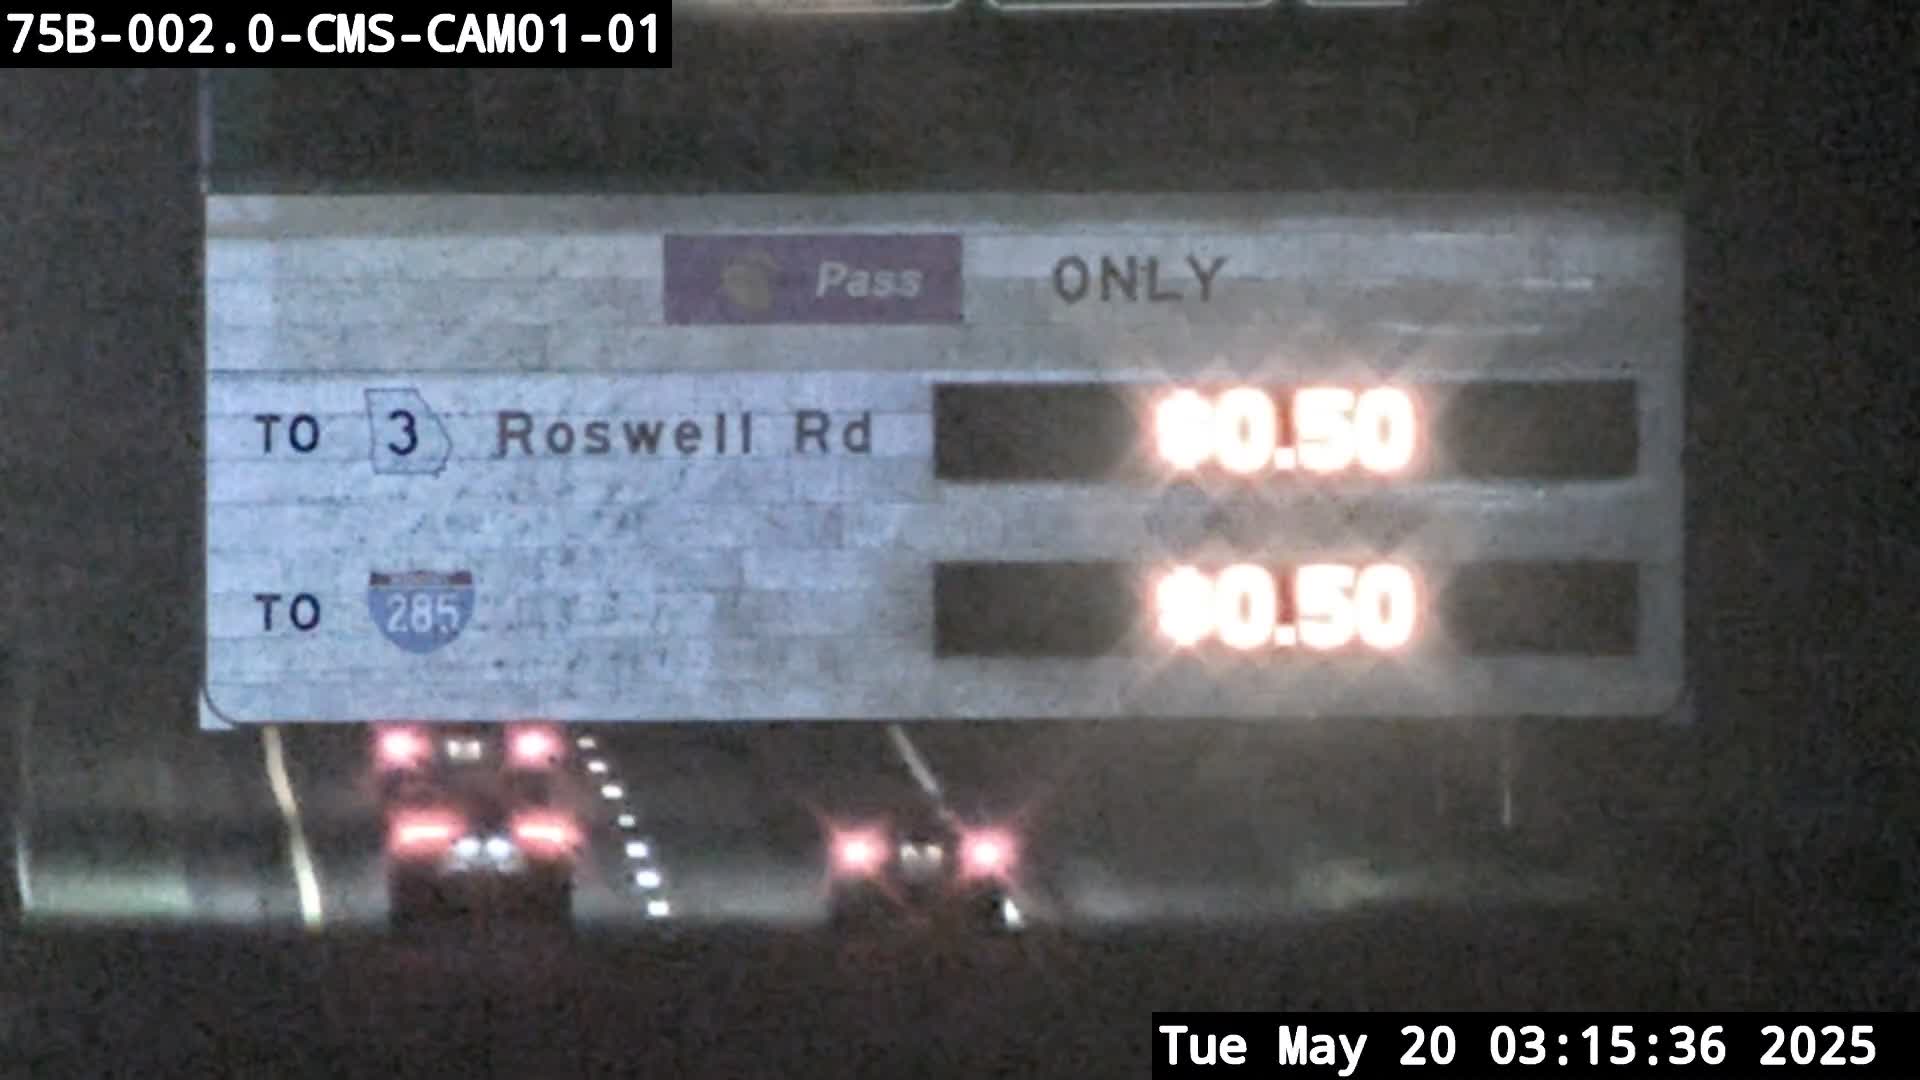 75B-002.0-CMS-CAM01-01
Pass ONLY
TO 3 Roswell Rd $0.50
TO 285 $0.50
Tue May 20 03:15:36 2025